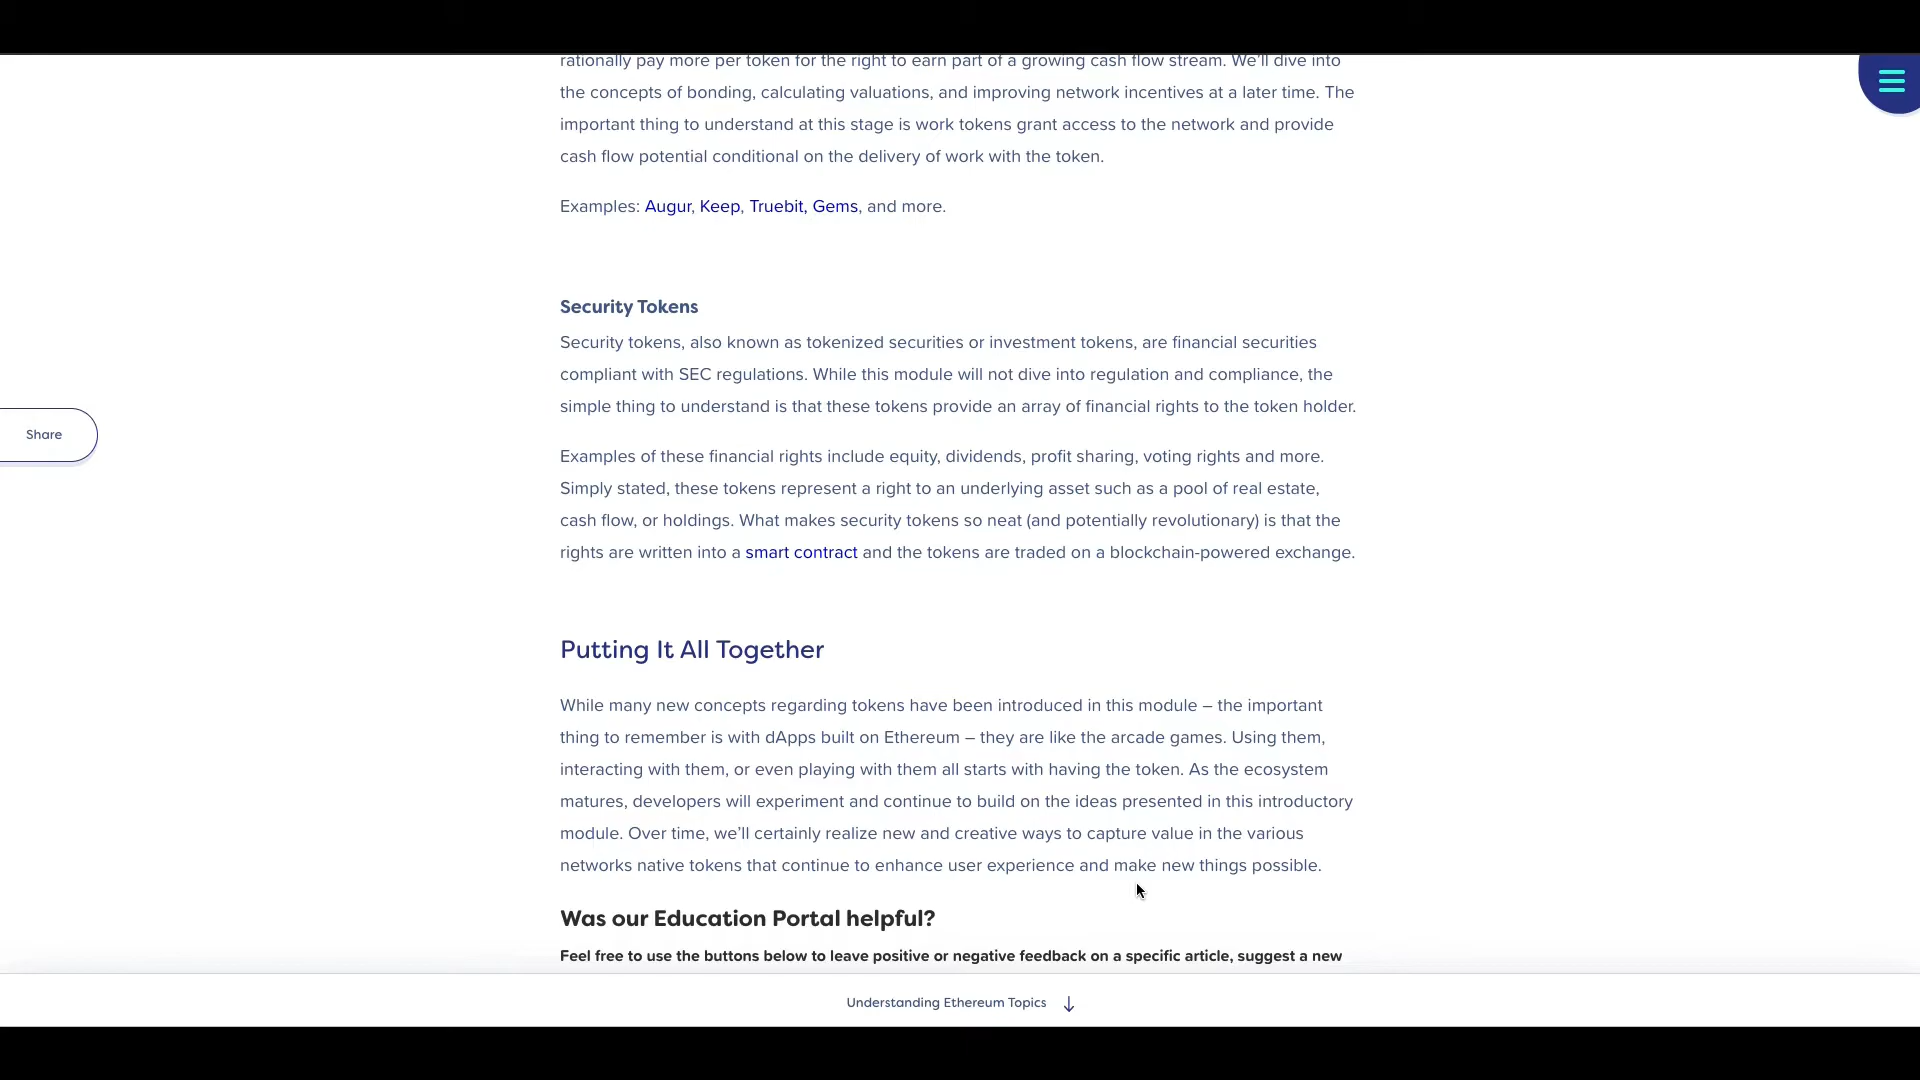 rationally pay more per token for the right to earn part of a growing cash flow stream. We’ll dive into
the concepts of bonding, calculating valuations, and improving network incentives at a later time. The
important thing to understand at this stage is work tokens grant access to the network and provide
cash flow potential conditional on the delivery of work with the token.
Examples: Augur, Keep, Truebit, Gems, and more.
Security Tokens
Security tokens, also known as tokenized securities or investment tokens, are financial securities
compliant with SEC regulations. While this module will not dive into regulation and compliance, the
simple thing to understand is that these tokens provide an array of financial rights to the token holder.
Share
Examples of these financial rights include equity, dividends, profit sharing, voting rights and more.
Simply stated, these tokens represent a right to an underlying asset such as a pool of real estate,
cash flow, or holdings. What makes security tokens so neat (and potentially revolutionary) is that the
rights are written into a smart contract and the tokens are traded on a blockchain-powered exchange.
Putting It All Together
While many new concepts regarding tokens have been introduced in this module – the important
thing to remember is with dApps built on Ethereum – they are like the arcade games. Using them,
interacting with them, or even playing with them all starts with having the token. As the ecosystem
matures, developers will experiment and continue to build on the ideas presented in this introductory
module. Over time, we’ll certainly realize new and creative ways to capture value in the various
networks native tokens that continue to enhance user experience and make new things possible.
Was our Education Portal helpful?
Feel free to use the buttons below to leave positive or negative feedback on a specific article, suggest a new
Understanding Ethereum Topics